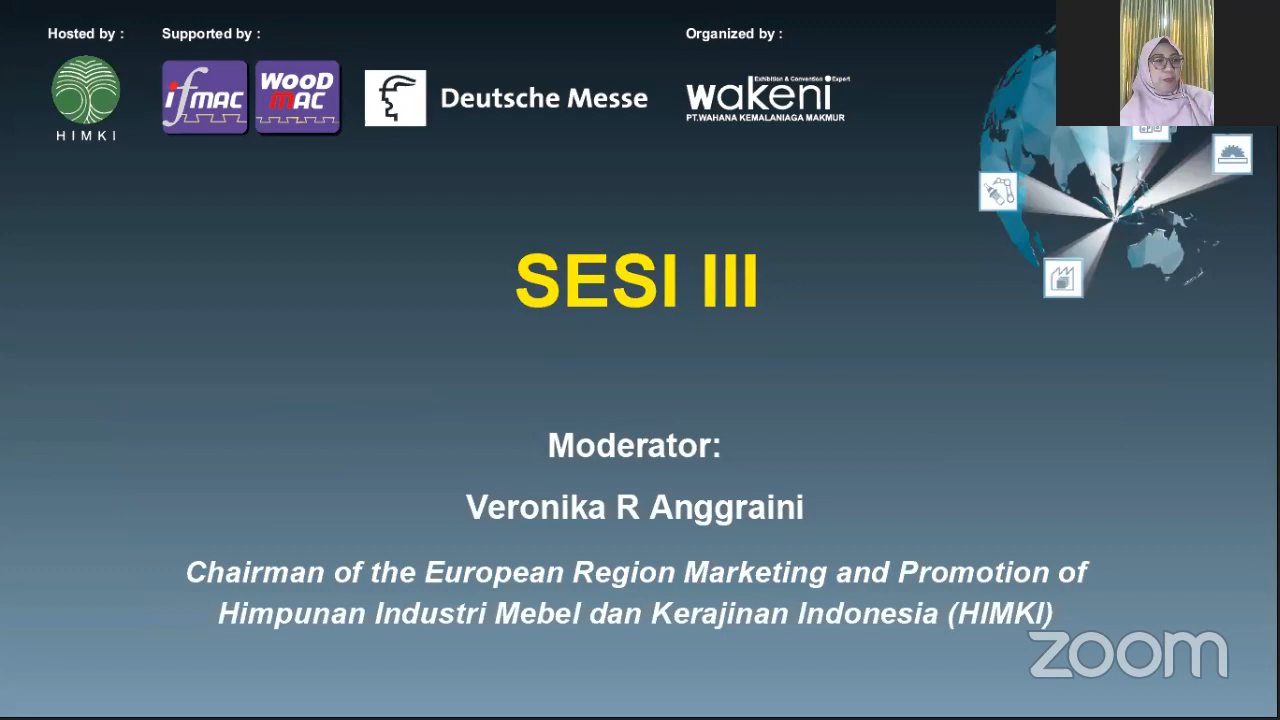 Hosted by :
Supported by :
Organized by :
HIMKI
ifmac
WOOD mac
Deutsche Messe
Exhibition & Convention Expert
wakeni
PT.WAHANA KEMALANIAGA MAKMUR
SESI III
Moderator:
Veronika R Anggraini
Chairman of the European Region Marketing and Promotion of
Himpunan Industri Mebel dan Kerajinan Indonesia (HIMKI)
zoom